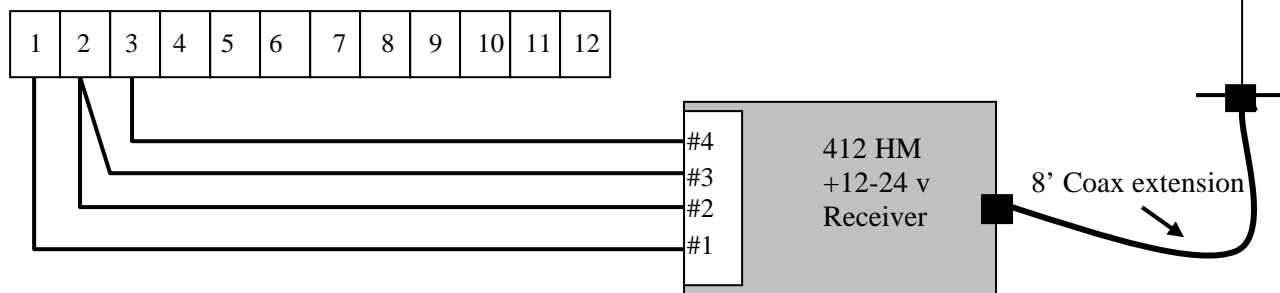 1 2 3 4 5 6 7 8 9 10 11 12
#4
#3
#2
#1
412 HM
+12-24 v
Receiver
8’ Coax extension